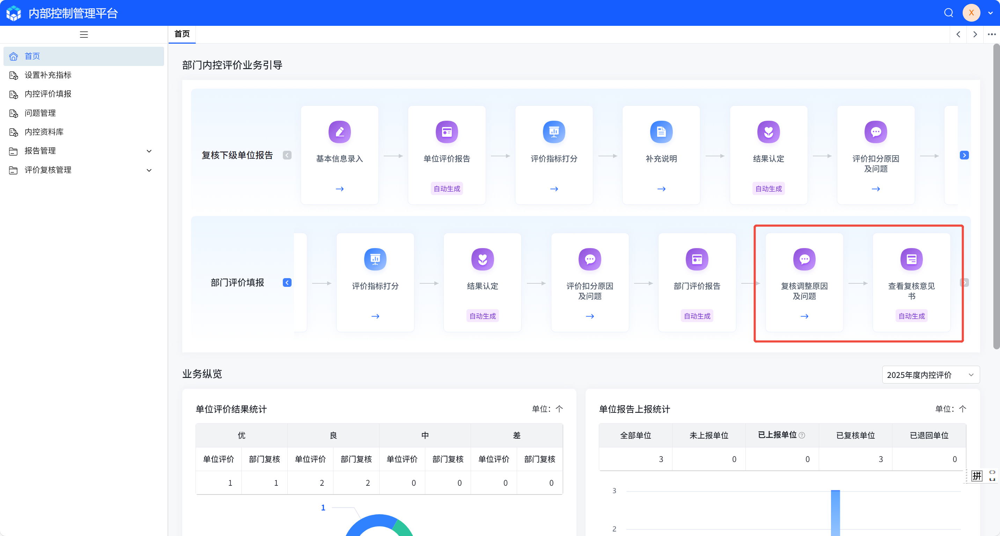 内部控制管理平台
X
首页
首页
设置补充指标
内控评价填报
问题管理
内控资料库
报告管理
评价复核管理
部门内控评价业务引导
复核下级单位报告
基本信息录入
单位评价报告
自动生成
评价指标打分
补充说明
结果认定
自动生成
评价扣分原因
及问题
部门评价填报
评价指标打分
结果认定
自动生成
评价扣分原因
及问题
部门评价报告
自动生成
复核调整原因
及问题
查看复核意见
书
自动生成
业务纵览
2025年度内控评价
单位评价结果统计
单位：个
优 良 中 差
单位评价 部门复核 单位评价 部门复核 单位评价 部门复核 单位评价 部门复核
1 1 2 2 0 0 0 0
1
单位报告上报统计
单位：个
全部单位 未上报单位 已上报单位 ? 已复核单位 已退回单位
3 0 0 3 0
3
2
拼